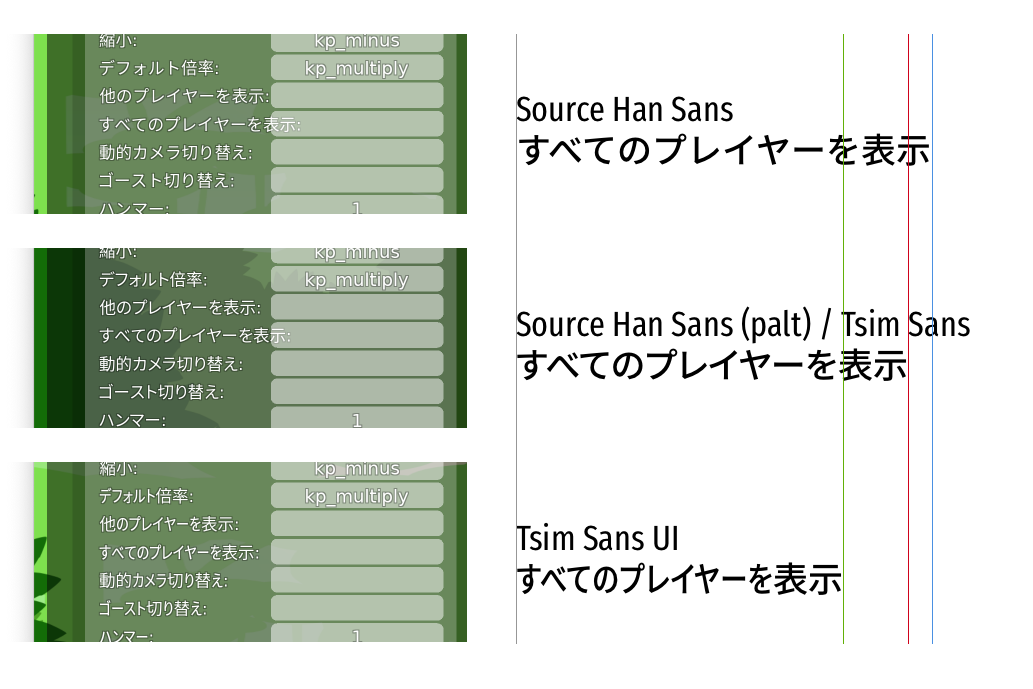 縮小: kp_minus
デフォルト倍率: kp_multiply
他のプレイヤーを表示:
すべてのプレイヤーを表示:
動的カメラ切り替え:
ゴースト切り替え:
ハンマー: 1
Source Han Sans
すべてのプレイヤーを表示
縮小: kp_minus
デフォルト倍率: kp_multiply
他のプレイヤーを表示:
すべてのプレイヤーを表示:
動的カメラ切り替え:
ゴースト切り替え:
ハンマー: 1
Source Han Sans (palt) / Tsim Sans
すべてのプレイヤーを表示
縮小: kp_minus
デフォルト倍率: kp_multiply
他のプレイヤーを表示:
すべてのプレイヤーを表示:
動的カメラ切り替え:
ゴースト切り替え:
ハンマー: 1
Tsim Sans UI
すべてのプレイヤーを表示